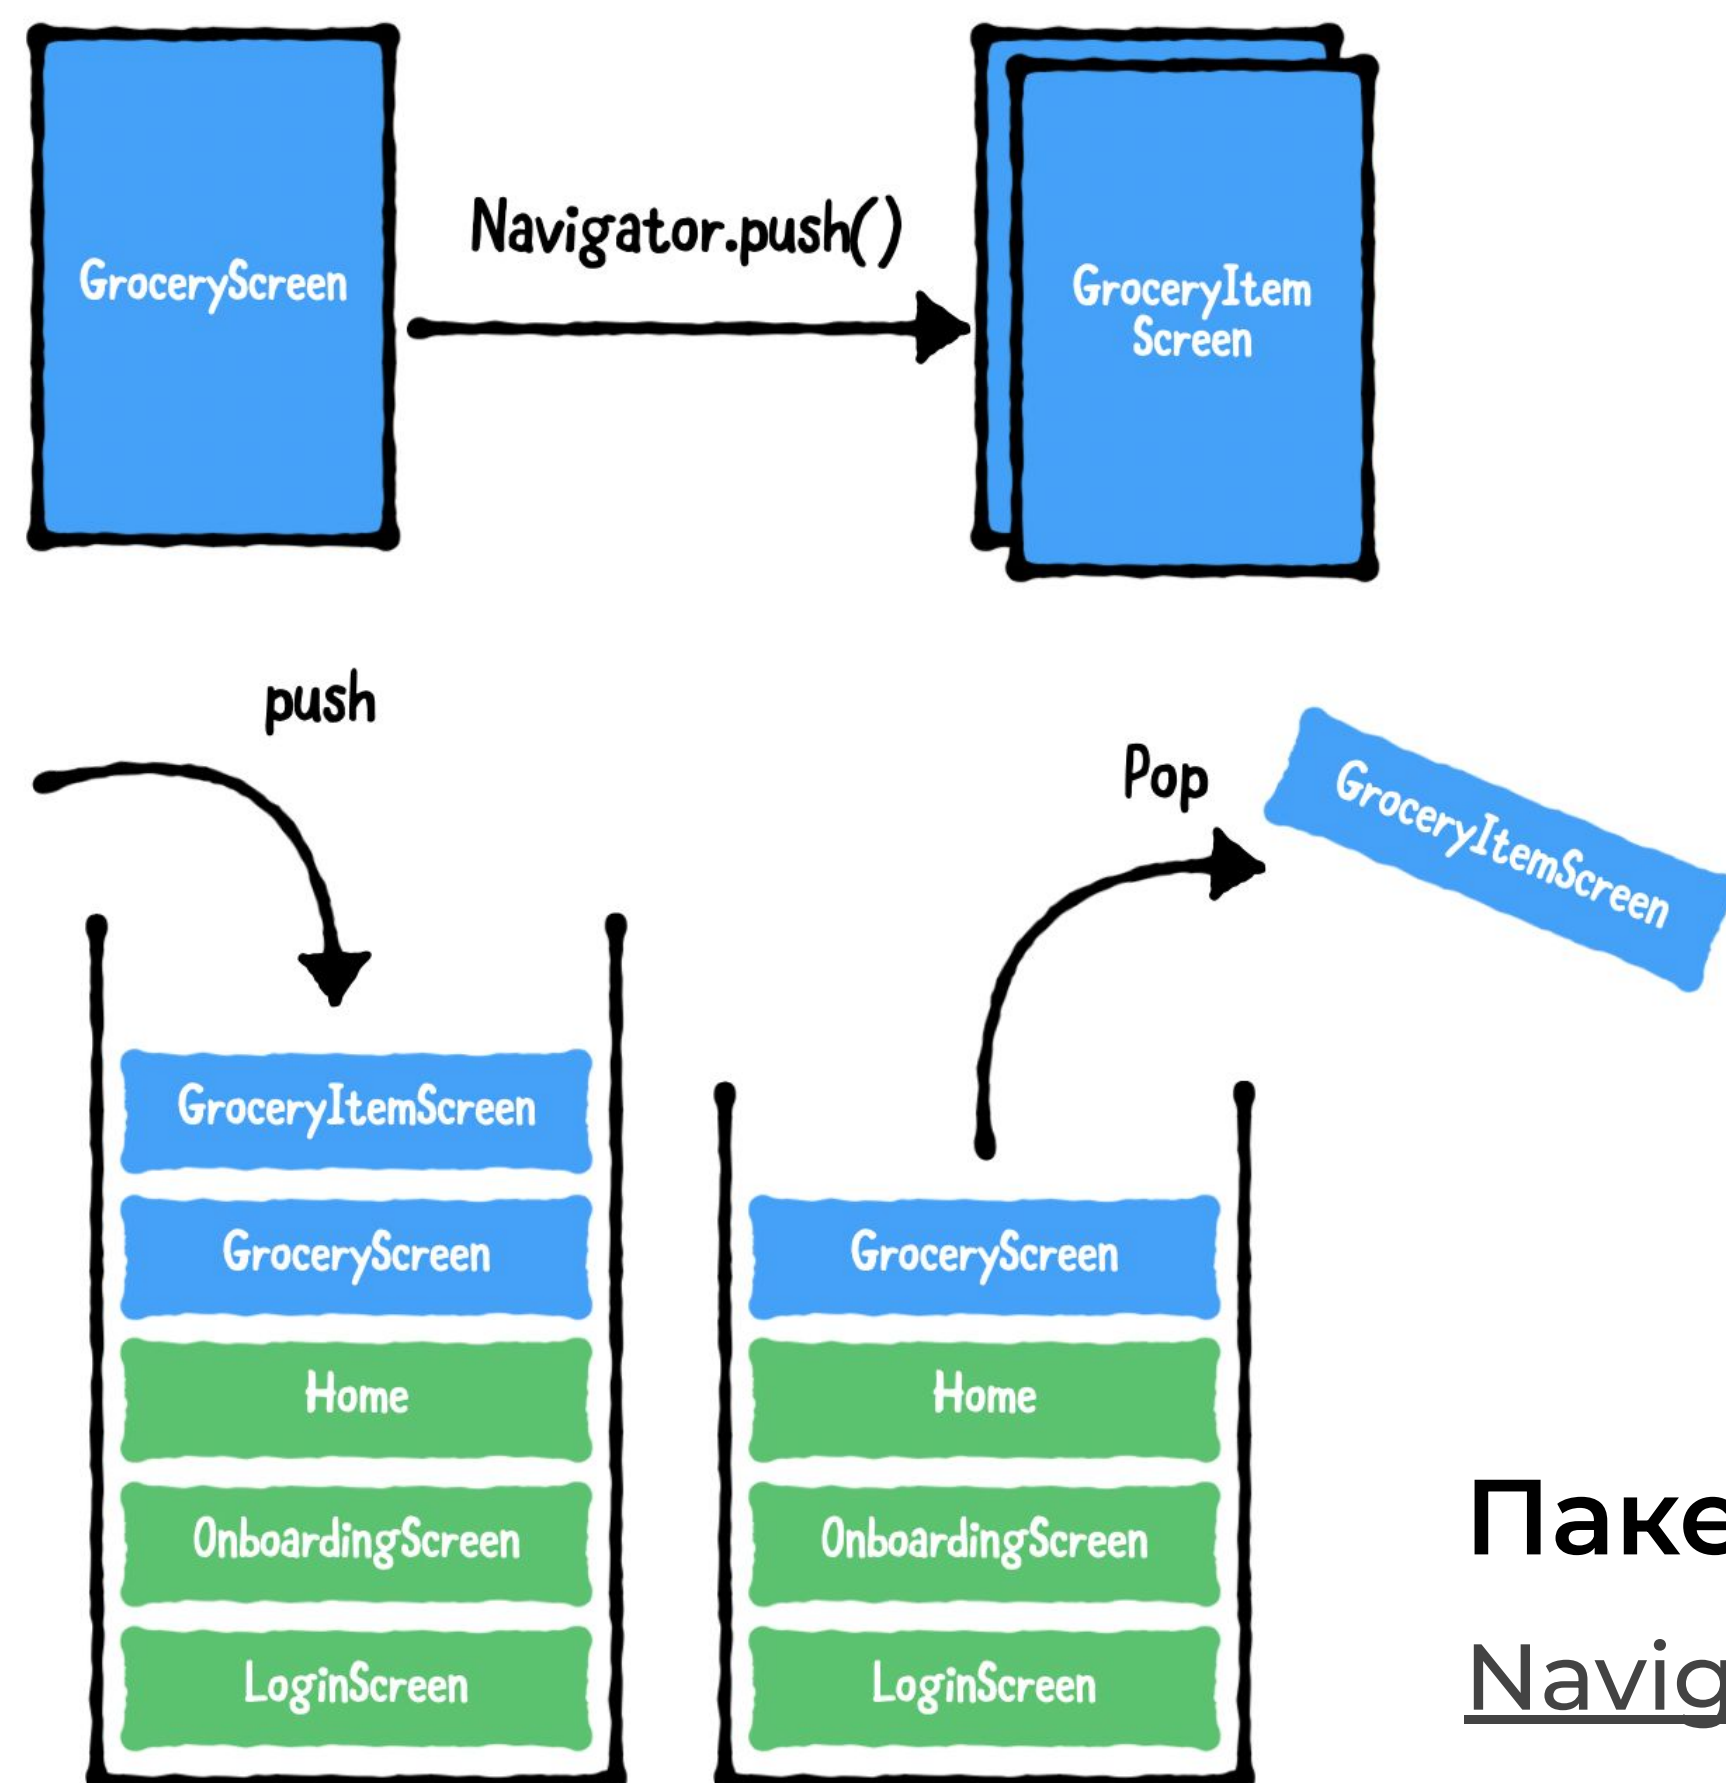 GroceryScreen
Navigator.push()
GroceryItem
Screen
push
Pop
GroceryItemScreen
GroceryItemScreen
GroceryScreen
Home
OnboardingScreen
LoginScreen
GroceryScreen
Home
OnboardingScreen
LoginScreen